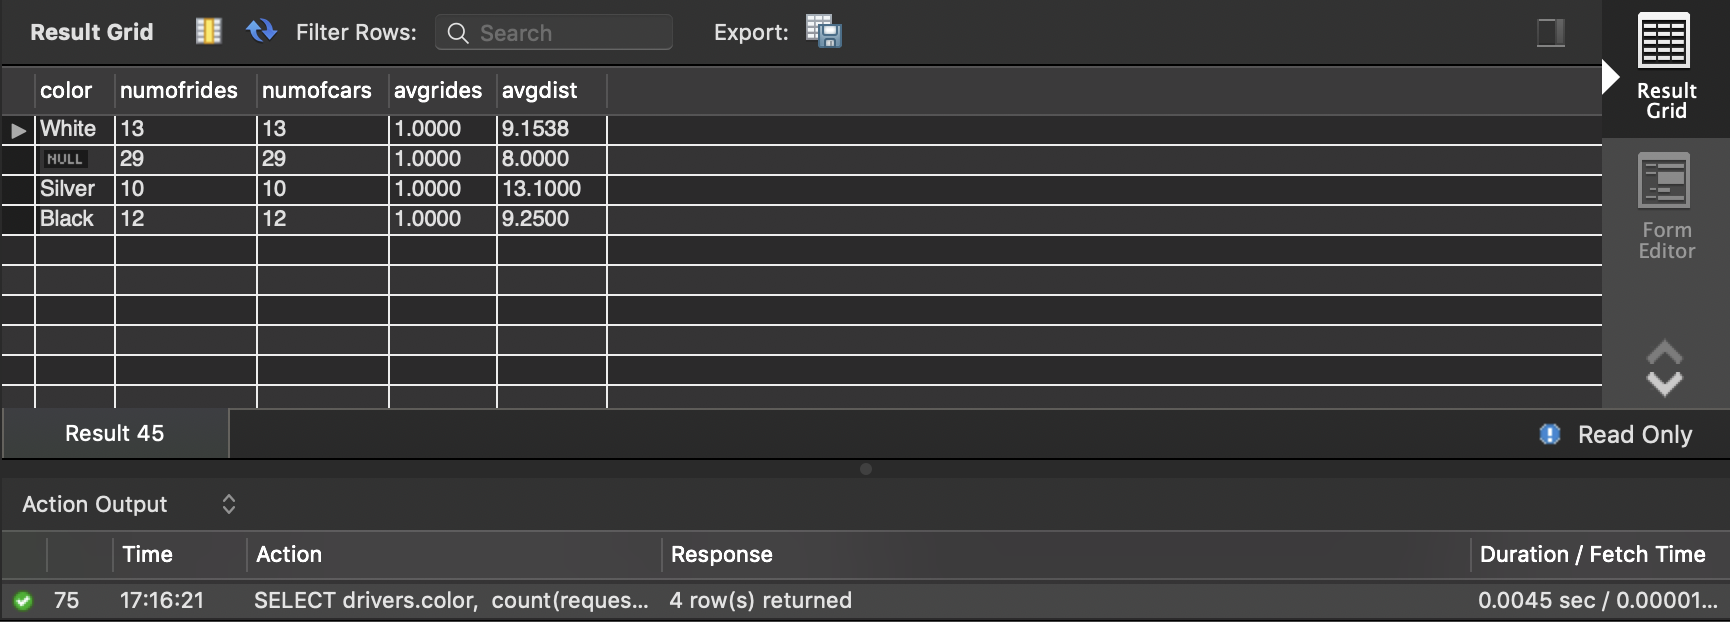 Result Grid Filter Rows: Search Export:
Result Grid
Form Editor
color numofrides numofcars avgrides avgdist
White 13 13 1.0000 9.1538
NULL 29 29 1.0000 8.0000
Silver 10 10 1.0000 13.1000
Black 12 12 1.0000 9.2500
Result 45 Read Only
Action Output
Time Action Response Duration / Fetch Time
75 17:16:21 SELECT drivers.color, count(reques... 4 row(s) returned 0.0045 sec / 0.00001...